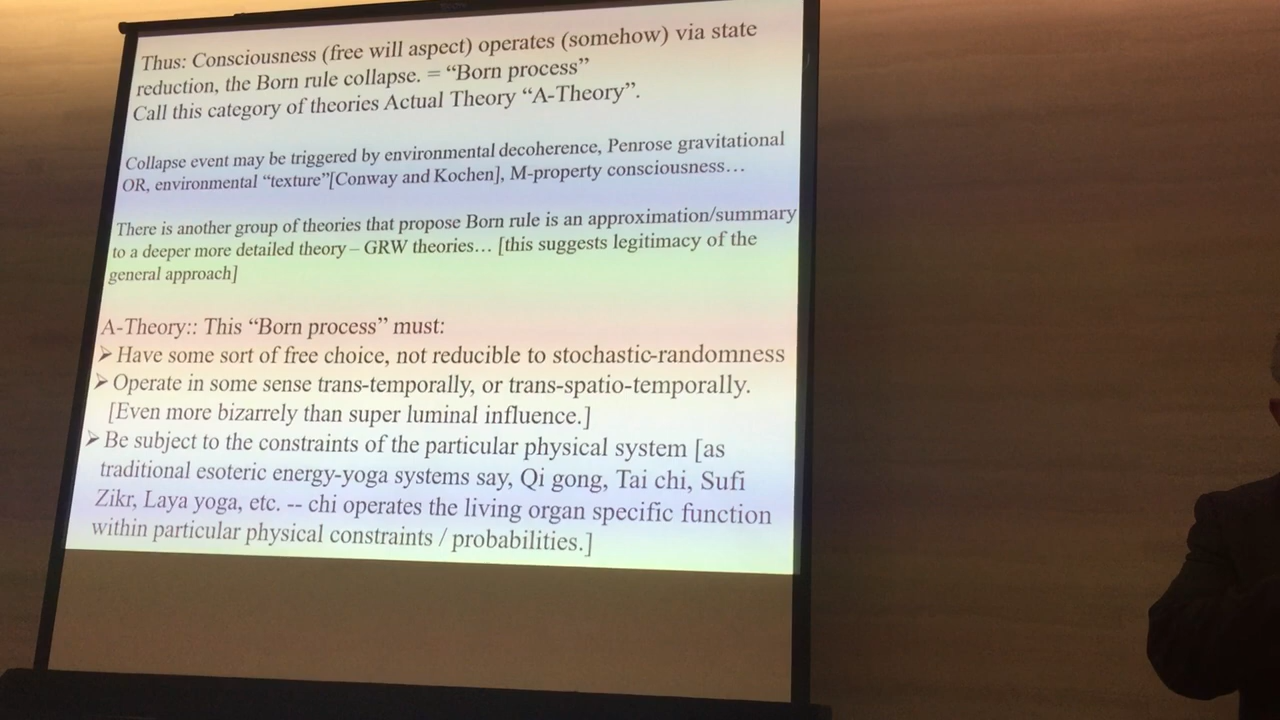 Thus: Consciousness (free will aspect) operates (somehow) via state
reduction, the Born rule collapse. = “Born process”
Call this category of theories Actual Theory “A-Theory”.
Collapse event may be triggered by environmental decoherence, Penrose gravitational
OR, environmental “texture”[Conway and Kochen], M-property consciousness…
There is another group of theories that propose Born rule is an approximation/summary
to a deeper more detailed theory – GRW theories… [this suggests legitimacy of the
general approach]
A-Theory:: This “Born process” must:
➢ Have some sort of free choice, not reducible to stochastic-randomness
➢ Operate in some sense trans-temporally, or trans-spatio-temporally.
[Even more bizarrely than super luminal influence.]
➢ Be subject to the constraints of the particular physical system [as
traditional esoteric energy-yoga systems say, Qi gong, Tai chi, Sufi
Zikr, Laya yoga, etc. -- chi operates the living organ specific function
within particular physical constraints / probabilities.]